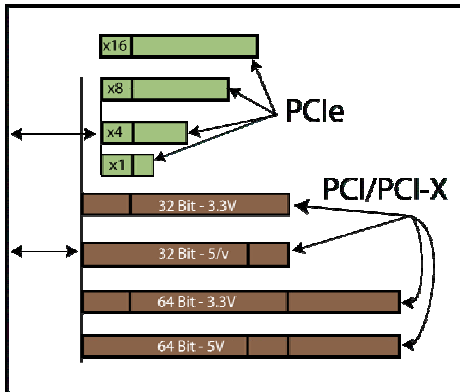 x16
x8
PCIe
x4
x1
PCI/PCI-X
32 Bit - 3.3V
32 Bit - 5/v
64 Bit - 3.3V
64 Bit - 5V